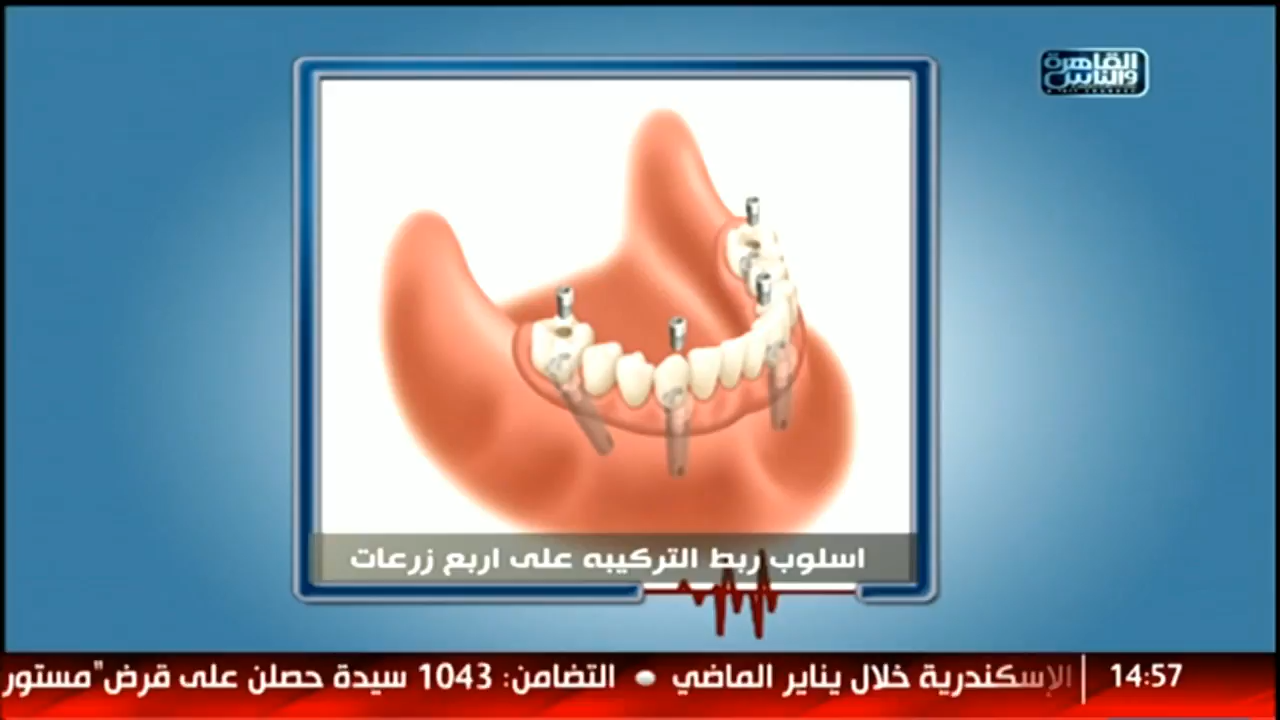 القاهرة
والناس
اسلوب ربط التركيبه على اربع زرعات
14:57
الإسكندرية خلال يناير الماضي ● التضامن: 1043 سيدة حصلن على قرض"مستور